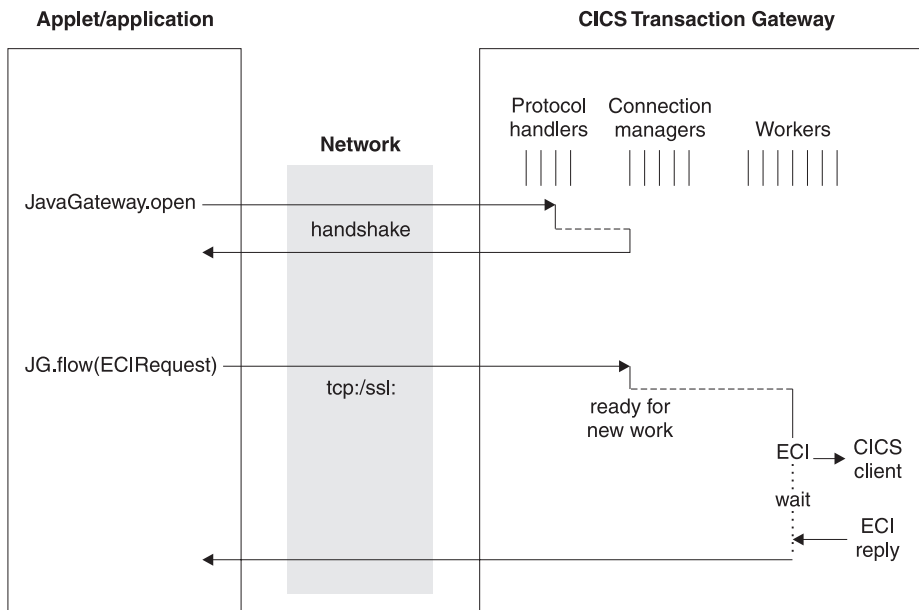 Applet/application
CICS Transaction Gateway
Protocol
handlers
Connection
managers
Workers
Network
JavaGateway.open
handshake
JG.flow(ECIRequest)
tcp:/ssl:
ready for
new work
ECI
CICS
client
wait
ECI
reply